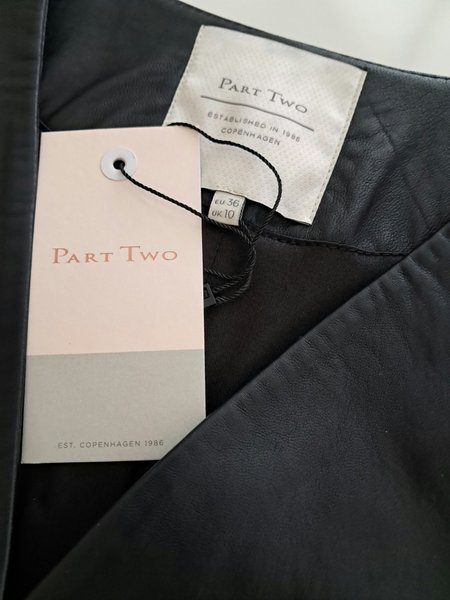 PART TWO
ESTABLISHED IN 1986
COPENHAGEN
EU 36
UK 10
PART TWO
EST. COPENHAGEN 1986